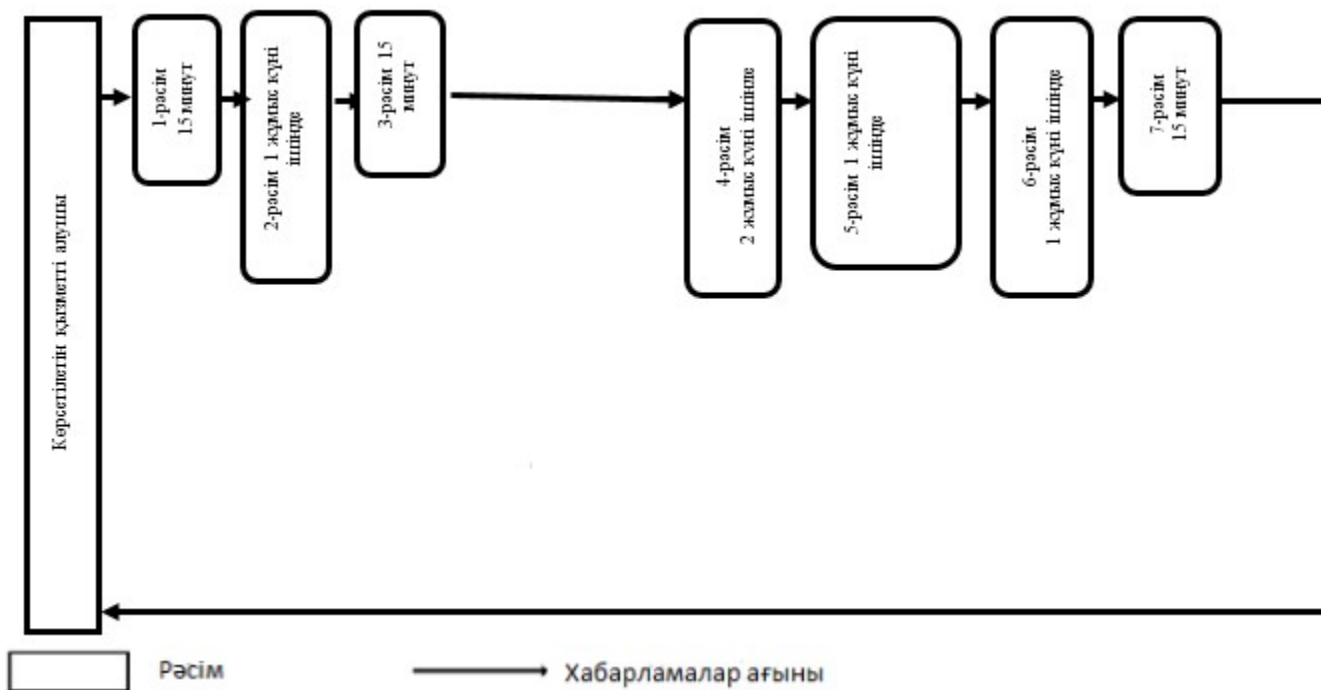 Көрсетілетін қызметті алушы
1-рәсім
15 минут
2-рәсім 1 жұмыс күні
ішінде
3-рәсім 15
минут
4-рәсім
2 жұмыс күні ішінде
5-рәсім 1 жұмыс күні
ішінде
6-рәсім
1 жұмыс күні ішінде
7-рәсім
15 минут
Рәсім
Хабарламалар ағыны